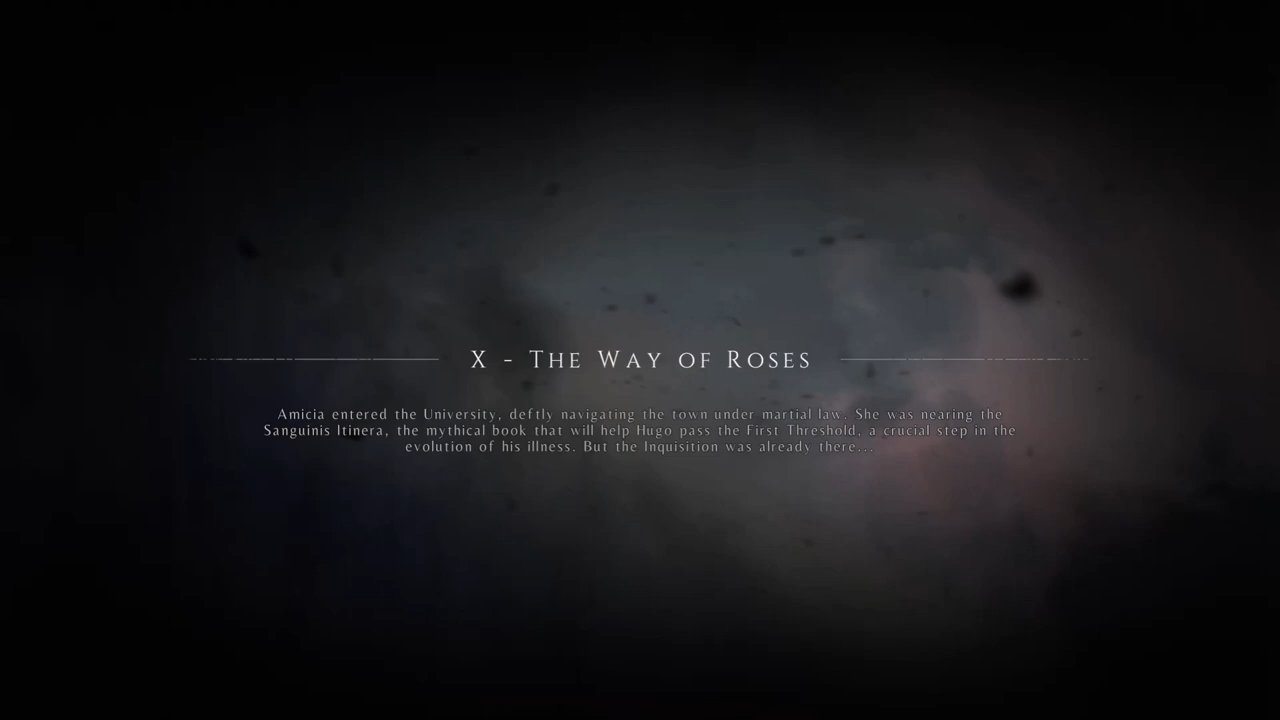 X - The Way of Roses
Amicia entered the University, deftly navigating the town under martial law. She was nearing the
Sanguinis Itinera, the mythical book that will help Hugo pass the First Threshold, a crucial step in the
evolution of his illness. But the Inquisition was already there...